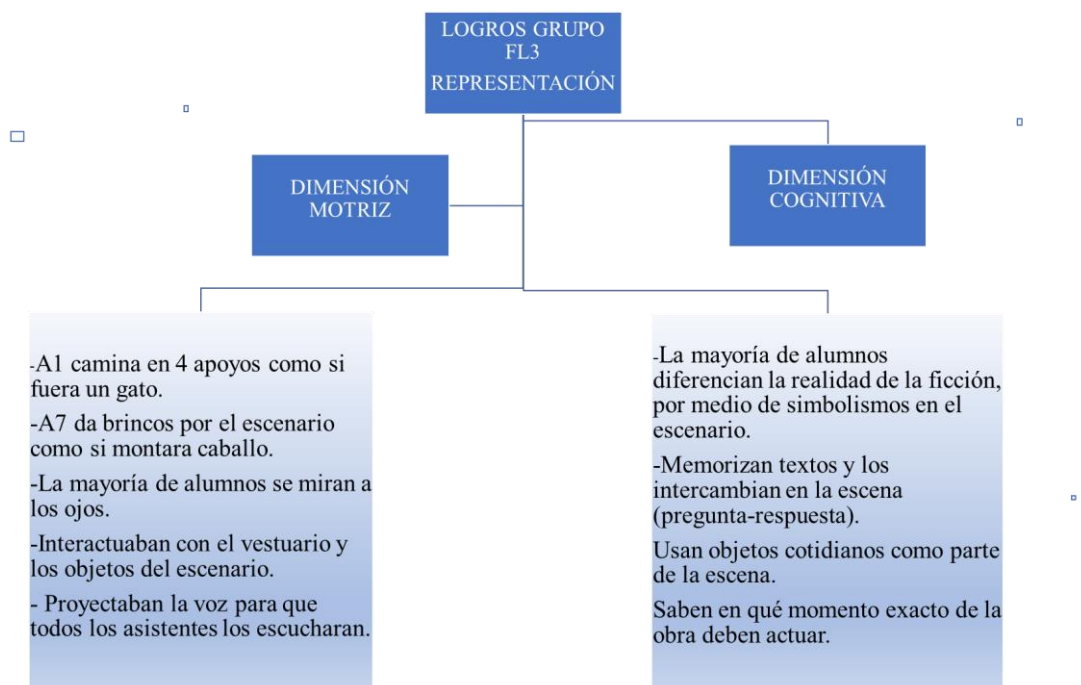 LOGROS GRUPO
FL3
REPRESENTACIÓN
DIMENSIÓN
MOTRIZ
DIMENSIÓN
COGNITIVA
-A1 camina en 4 apoyos como si
fuera un gato.
-A7 da brincos por el escenario
como si montara caballo.
-La mayoría de alumnos se miran a
los ojos.
-Interactuaban con el vestuario y
los objetos del escenario.
- Proyectaban la voz para que
todos los asistentes los escucharan.
-La mayoría de alumnos
diferencian la realidad de la ficción,
por medio de simbolismos en el
escenario.
-Memorizan textos y los
intercambian en la escena
(pregunta-respuesta).
Usan objetos cotidianos como parte
de la escena.
Saben en qué momento exacto de la
obra deben actuar.